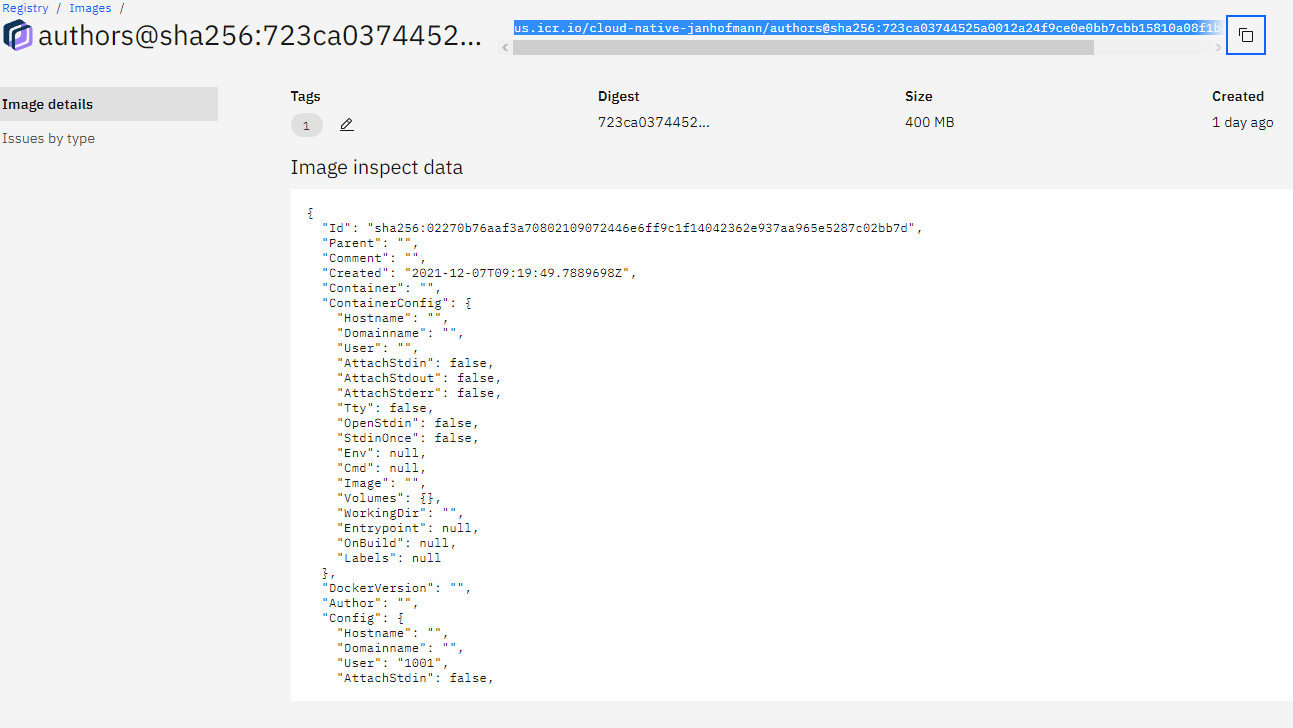 Registry / Images /
authors@sha256:723ca0374452...
us.icr.io/cloud-native-janhofmann/authors@sha256:723ca03744525a0012a24f9ce0e0bb7cbb15810a08f1b
Image details
Issues by type
Tags Digest Size Created
1 723ca0374452... 400 MB 1 day ago
Image inspect data
{
"Id": "sha256:02270b76aaf3a70802109072446e6ff9c1f14042362e937aa965e5287c02bb7d",
"Parent": "",
"Comment": "",
"Created": "2021-12-07T09:19:49.7889698Z",
"Container": "",
"ContainerConfig": {
"Hostname": "",
"Domainname": "",
"User": "",
"AttachStdin": false,
"AttachStdout": false,
"AttachStderr": false,
"Tty": false,
"OpenStdin": false,
"StdinOnce": false,
"Env": null,
"Cmd": null,
"Image": "",
"Volumes": {},
"WorkingDir": "",
"Entrypoint": null,
"OnBuild": null,
"Labels": null
},
"DockerVersion": "",
"Author": "",
"Config": {
"Hostname": "",
"Domainname": "",
"User": "1001",
"AttachStdin": false,